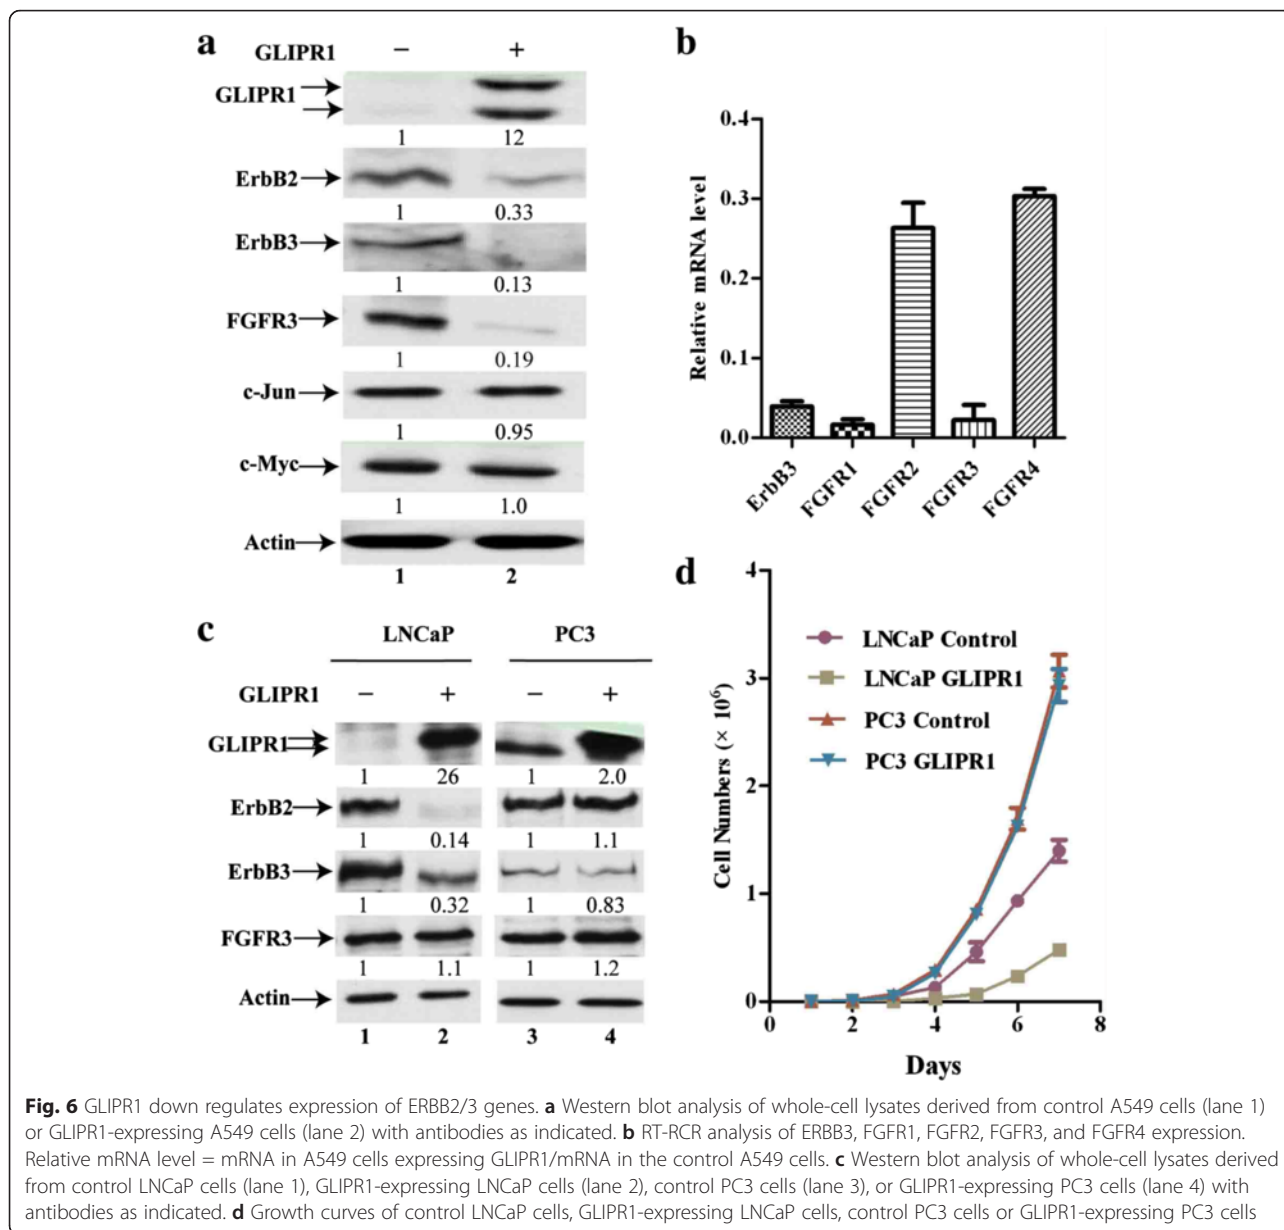 a
GLIPR1 − +
GLIPR1
1 12
ErbB2
1 0.33
ErbB3
1 0.13
FGFR3
1 0.19
c-Jun
1 0.95
c-Myc
1 1.0
Actin
1 2
b
Relative mRNA level
0.4
0.3
0.2
0.1
0.0
ErbB3
FGFR1
FGFR2
FGFR3
FGFR4
c
LNCaP PC3
GLIPR1 − + − +
GLIPR1
1 26 1 2.0
ErbB2
1 0.14 1 1.1
ErbB3
1 0.32 1 0.83
FGFR3
1 1.1 1 1.2
Actin
1 2 3 4
d
Cell Numbers (× 10⁶)
4
3
2
1
0
LNCaP Control
LNCaP GLIPR1
PC3 Control
PC3 GLIPR1
0 2 4 6 8
Days
Fig. 6 GLIPR1 down regulates expression of ERBB2/3 genes. a Western blot analysis of whole-cell lysates derived from control A549 cells (lane 1)
or GLIPR1-expressing A549 cells (lane 2) with antibodies as indicated. b RT-RCR analysis of ERBB3, FGFR1, FGFR2, FGFR3, and FGFR4 expression.
Relative mRNA level = mRNA in A549 cells expressing GLIPR1/mRNA in the control A549 cells. c Western blot analysis of whole-cell lysates derived
from control LNCaP cells (lane 1), GLIPR1-expressing LNCaP cells (lane 2), control PC3 cells (lane 3), or GLIPR1-expressing PC3 cells (lane 4) with
antibodies as indicated. d Growth curves of control LNCaP cells, GLIPR1-expressing LNCaP cells, control PC3 cells or GLIPR1-expressing PC3 cells